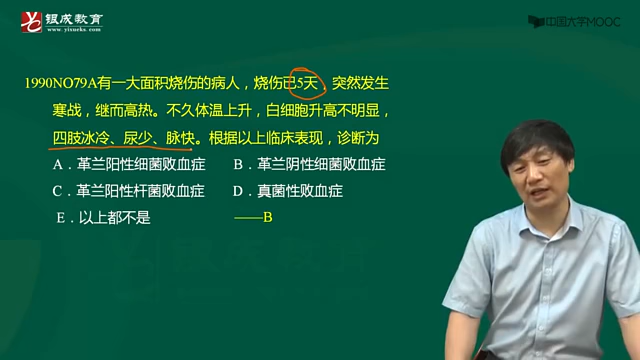 银成教育
www.yixueks.com
中国大学MOOC
1990NO79A有一大面积烧伤的病人，烧伤已5天，突然发生
寒战，继而高热。不久体温上升，白细胞升高不明显，
四肢冰冷、尿少、脉快。根据以上临床表现，诊断为
A．革兰阳性细菌败血症 B．革兰阴性细菌败血症
C．革兰阳性杆菌败血症 D．真菌性败血症
E．以上都不是 ——B
银成教育